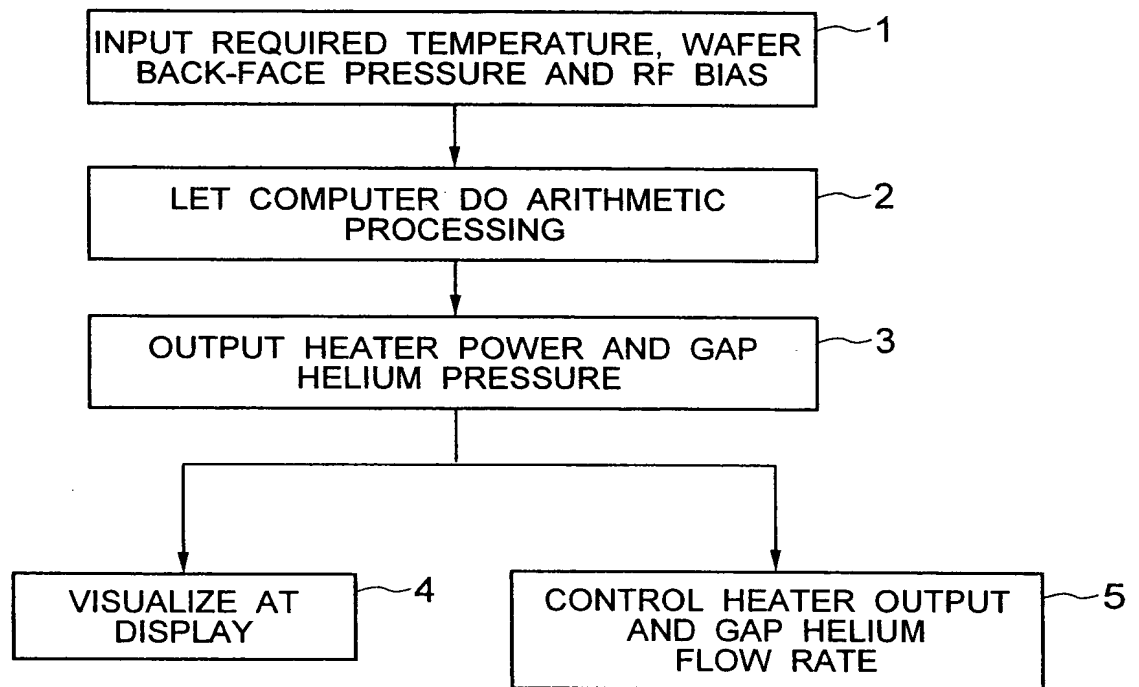 INPUT REQUIRED TEMPERATURE, WAFER
BACK-FACE PRESSURE AND RF BIAS
1
LET COMPUTER DO ARITHMETIC
PROCESSING
2
OUTPUT HEATER POWER AND GAP
HELIUM PRESSURE
3
VISUALIZE AT
DISPLAY
4
CONTROL HEATER OUTPUT
AND GAP HELIUM
FLOW RATE
5